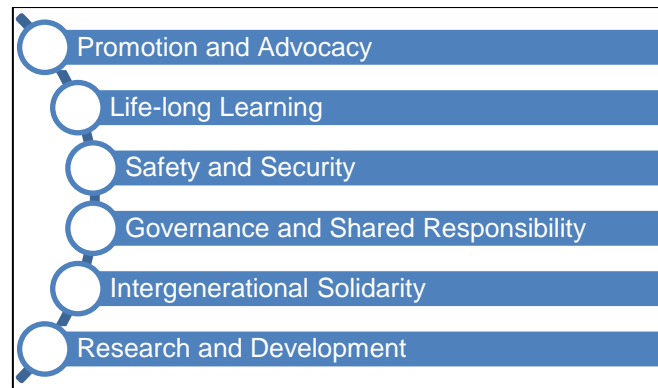 Promotion and Advocacy
Life-long Learning
Safety and Security
Governance and Shared Responsibility
Intergenerational Solidarity
Research and Development